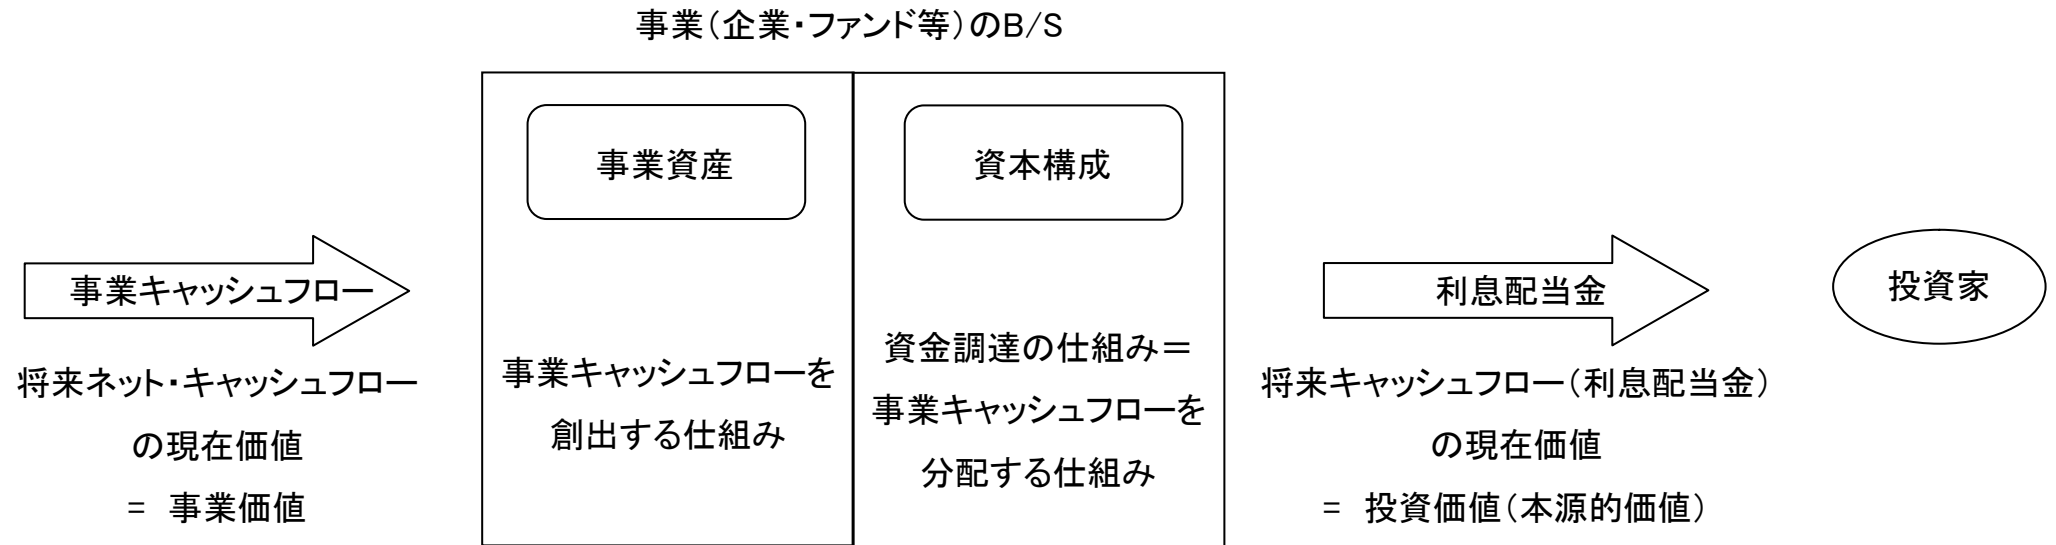 事業（企業・ファンド等）のB/S
事業資産
資本構成
事業キャッシュフロー
将来ネット・キャッシュフロー
の現在価値
= 事業価値
事業キャッシュフローを
創出する仕組み
資金調達の仕組み＝
事業キャッシュフローを
分配する仕組み
利息配当金
将来キャッシュフロー（利息配当金）
の現在価値
= 投資価値（本源的価値）
投資家